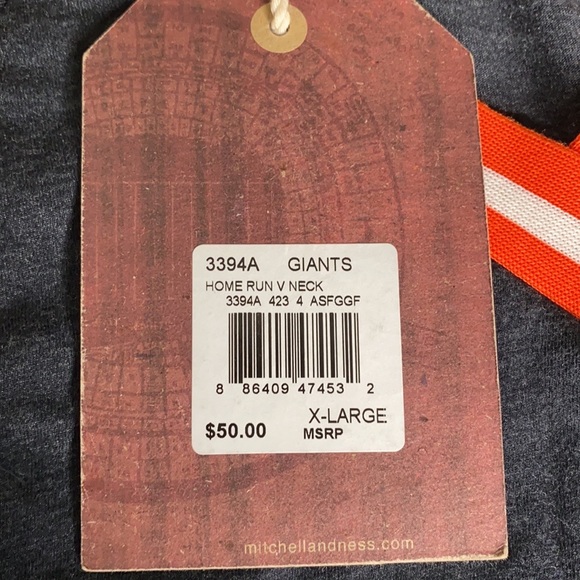 3394A GIANTS
HOME RUN V NECK
3394A 423 4 ASFGGF
8 86409 47453 2
X-LARGE
$50.00 MSRP
mitchellandness.com